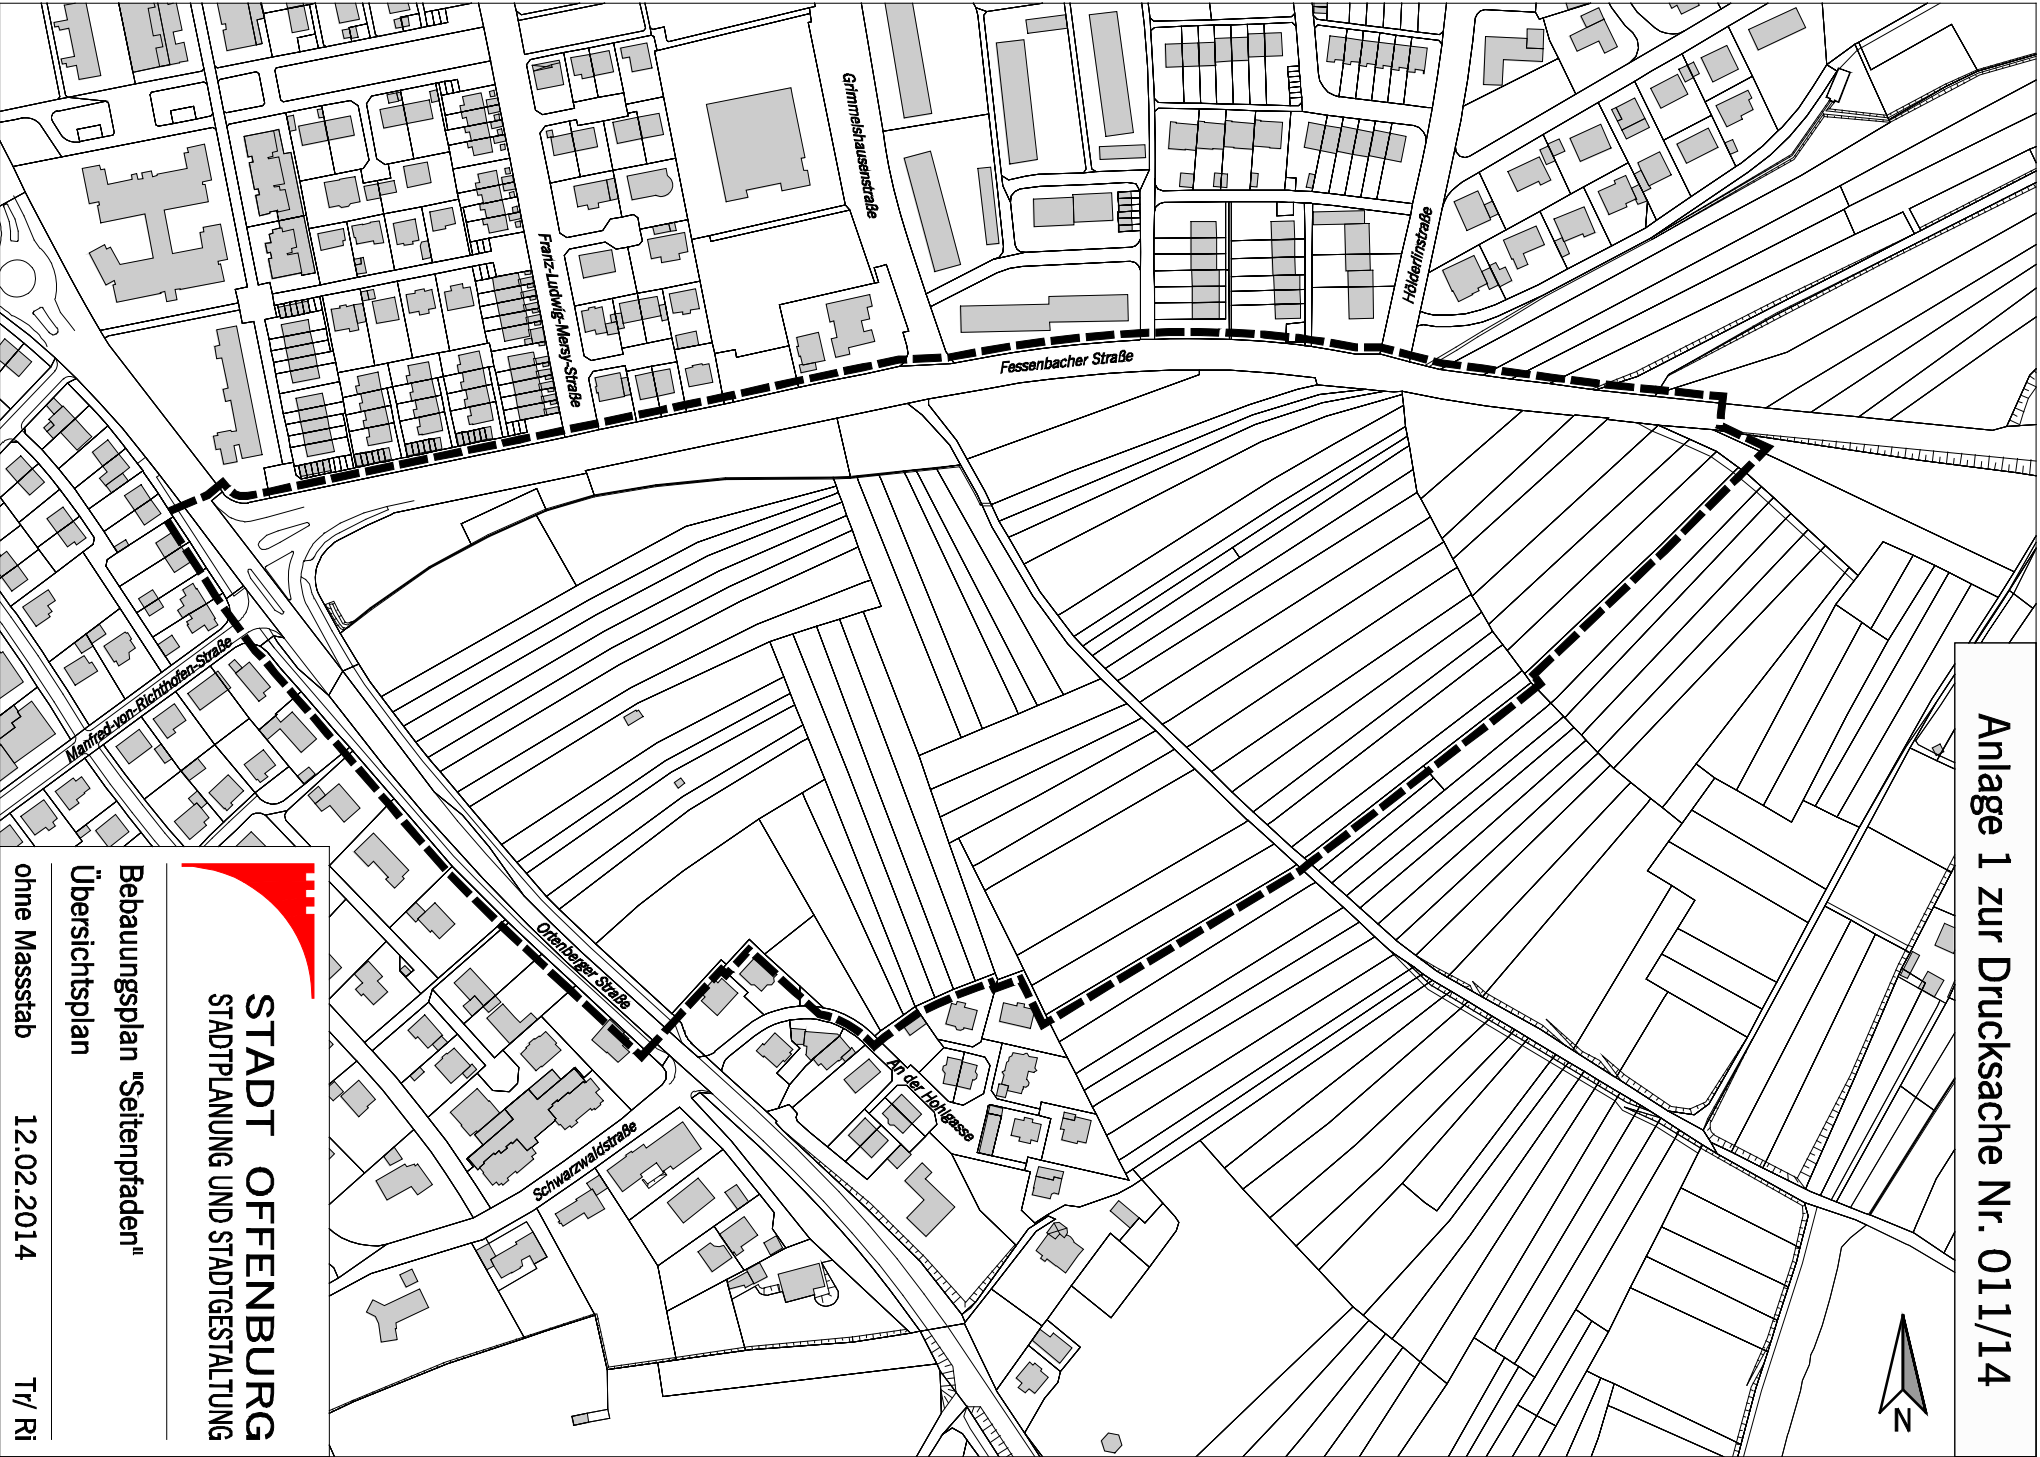 Anlage 1 zur Drucksache Nr. 011/14
N
Grimmelshausenstraße
Hölderlinstraße
Franz-Ludwig-Mersy-Straße
Fessenbacher Straße
Manfred-von-Richthofen-Straße
Ortenberger Straße
An der Hohlgasse
Schwarzwaldstraße
STADT OFFENBURG
STADTPLANUNG UND STADTGESTALTUNG
Bebauungsplan "Seitenpfaden"
Übersichtsplan
ohne Massstab 12.02.2014 Tr/ Ri